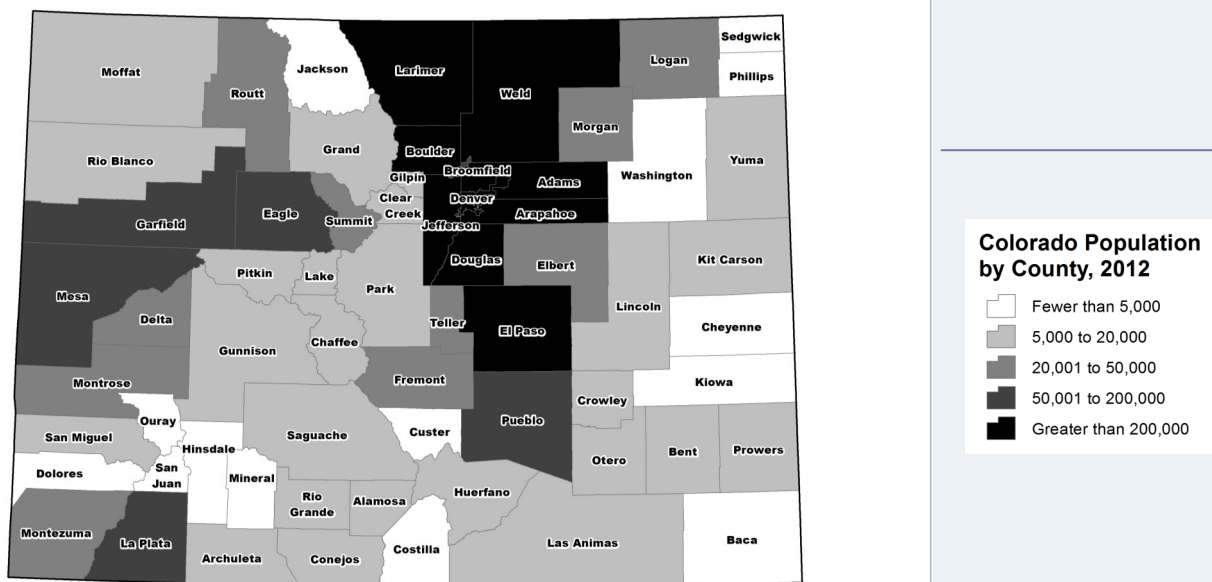 Sedgwick
Jackson
Larimer
Logan
Moffat
Phillips
Routt
Weld
Morgan
Grand
Boulder
Rio Blanco
Yuma
Gilpin
Broomfield
Washington
Adams
Clear
Creek
Denver
Eagle
Summit
Arapahoe
Garfield
Jefferson
Douglas
Kit Carson
Elbert
Pitkin
Lake
Park
Mesa
Lincoln
Delta
Teller
El Paso
Cheyenne
Chaffee
Gunnison
Fremont
Montrose
Kiowa
Crowley
Ouray
Pueblo
Custer
San Miguel
Saguache
Hinsdale
Prowers
Bent
Otero
Dolores
San
Juan
Mineral
Huerfano
Rio
Grande
Alamosa
Montezuma
La Plata
Baca
Las Animas
Costilla
Archuleta
Conejos
Colorado Population
by County, 2012
Fewer than 5,000
5,000 to 20,000
20,001 to 50,000
50,001 to 200,000
Greater than 200,000